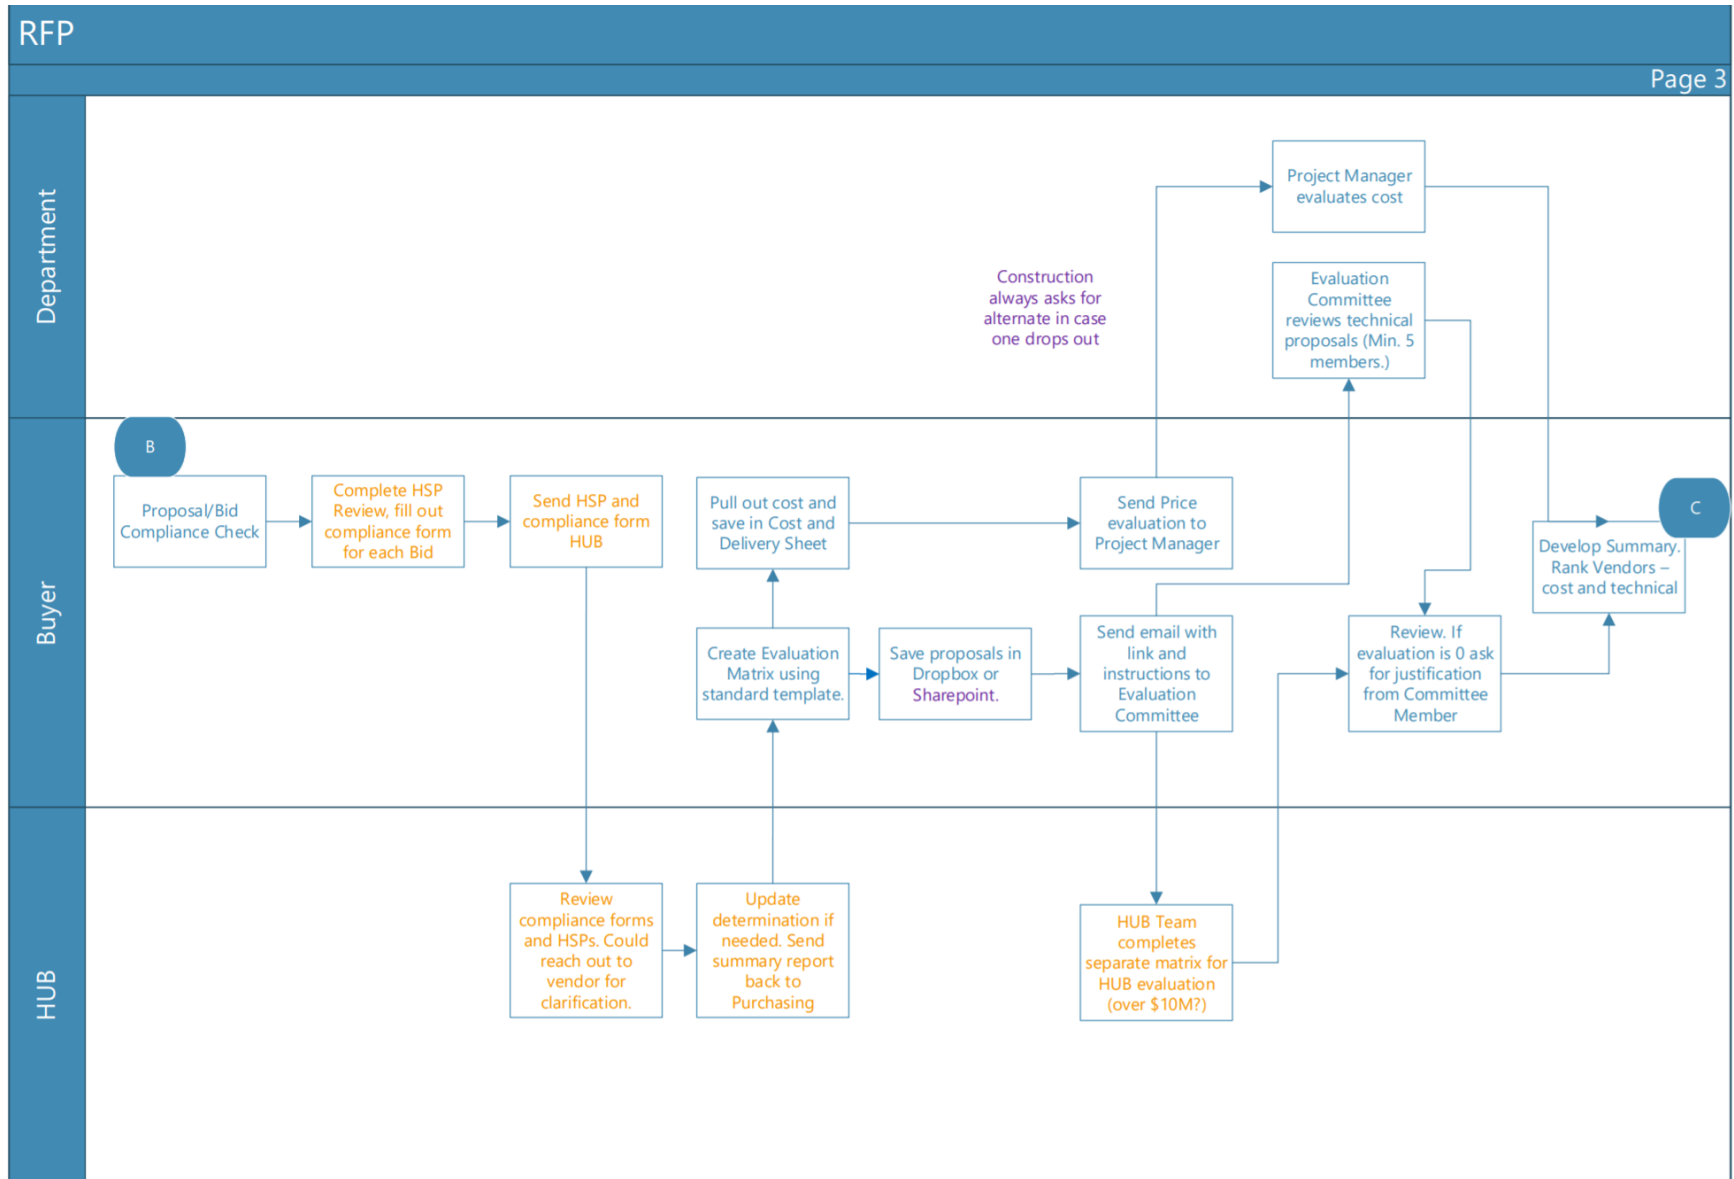 RFP
Page 3
Department
Project Manager
evaluates cost
Construction
always asks for
alternate in case
one drops out
Evaluation
Committee
reviews technical
proposals (Min. 5
members.)
Buyer
B
Proposal/Bid
Compliance Check
Complete HSP
Review, fill out
compliance form
for each Bid
Send HSP and
compliance form
HUB
Pull out cost and
save in Cost and
Delivery Sheet
Send Price
evaluation to
Project Manager
C
Develop Summary.
Rank Vendors –
cost and technical
Create Evaluation
Matrix using
standard template.
Save proposals in
Dropbox or
Sharepoint.
Send email with
link and
instructions to
Evaluation
Committee
Review. If
evaluation is 0 ask
for justification
from Committee
Member
HUB
Review
compliance forms
and HSPs. Could
reach out to
vendor for
clarification.
Update
determination if
needed. Send
summary report
back to
Purchasing
HUB Team
completes
separate matrix for
HUB evaluation
(over $10M?)